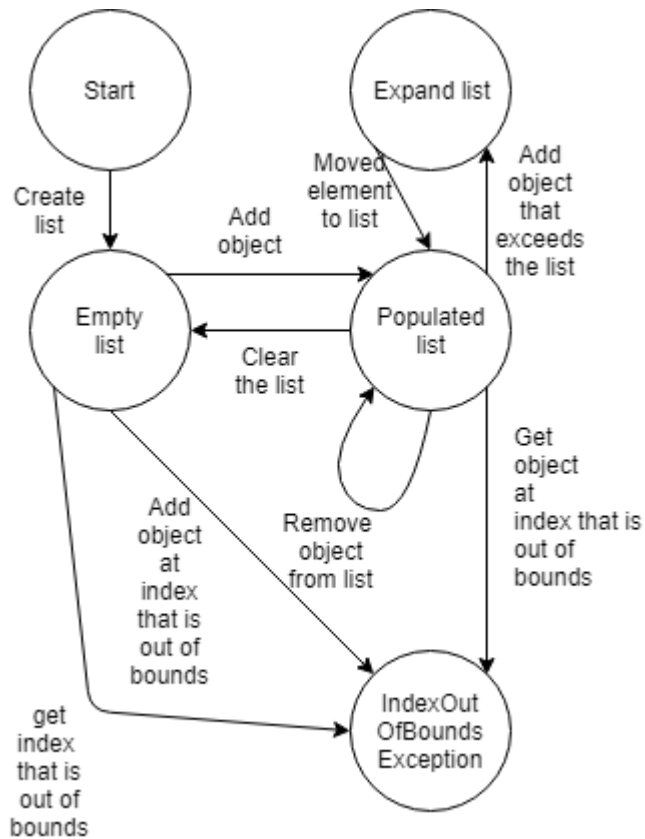 Start
Expand list
Create
list
Moved
element
to list
Add
object
that
exceeds
the list
Add
object
Empty
list
Populated
list
Clear
the list
Get
object
at
index that is
out of
bounds
Add
object
at
index
that is
out of
bounds
Remove
object
from list
get
index
that is
out of
bounds
IndexOut
OfBounds
Exception